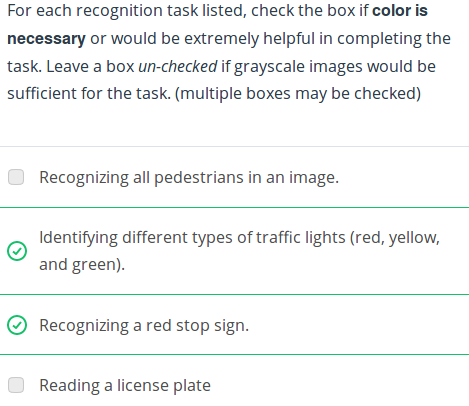 For each recognition task listed, check the box if color is
necessary or would be extremely helpful in completing the
task. Leave a box un-checked if grayscale images would be
sufficient for the task. (multiple boxes may be checked)
Recognizing all pedestrians in an image.
Identifying different types of traffic lights (red, yellow,
and green).
Recognizing a red stop sign.
Reading a license plate